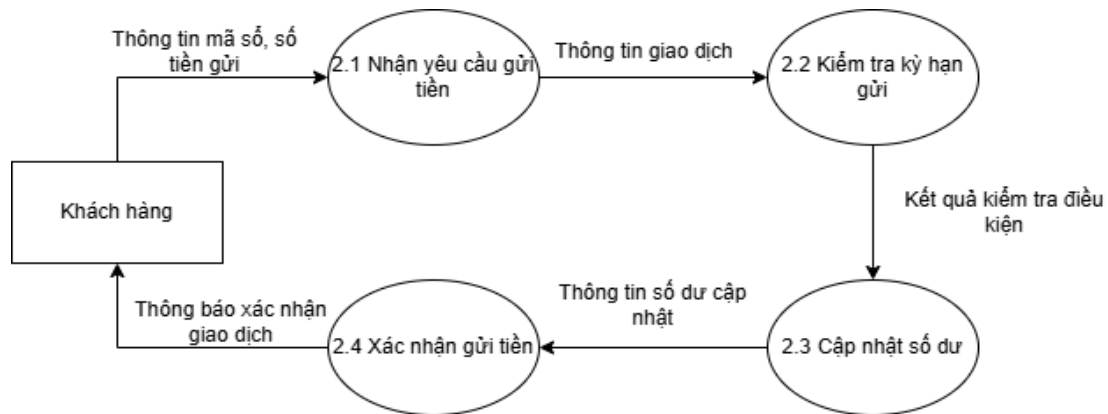 Thông tin mã số, số
tiền gửi
2.1 Nhận yêu cầu gửi
tiền
Thông tin giao dịch
2.2 Kiểm tra kỳ hạn
gửi
Khách hàng
Kết quả kiểm tra điều
kiện
Thông báo xác nhận
giao dịch
2.4 Xác nhận gửi tiền
Thông tin số dư cập
nhật
2.3 Cập nhật số dư